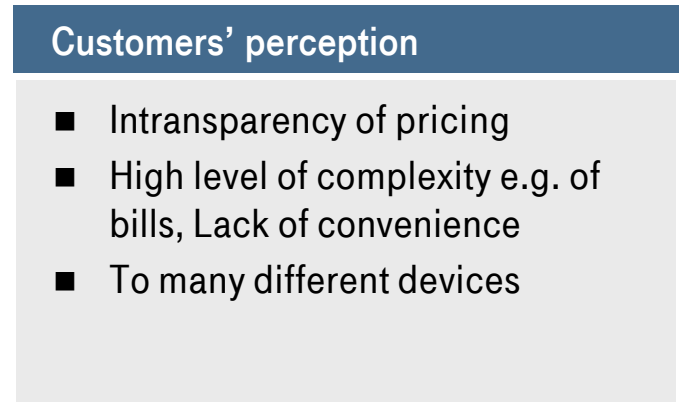 Customers’ perception
■ Intransparency of pricing
■ High level of complexity e.g. of
bills, Lack of convenience
■ To many different devices